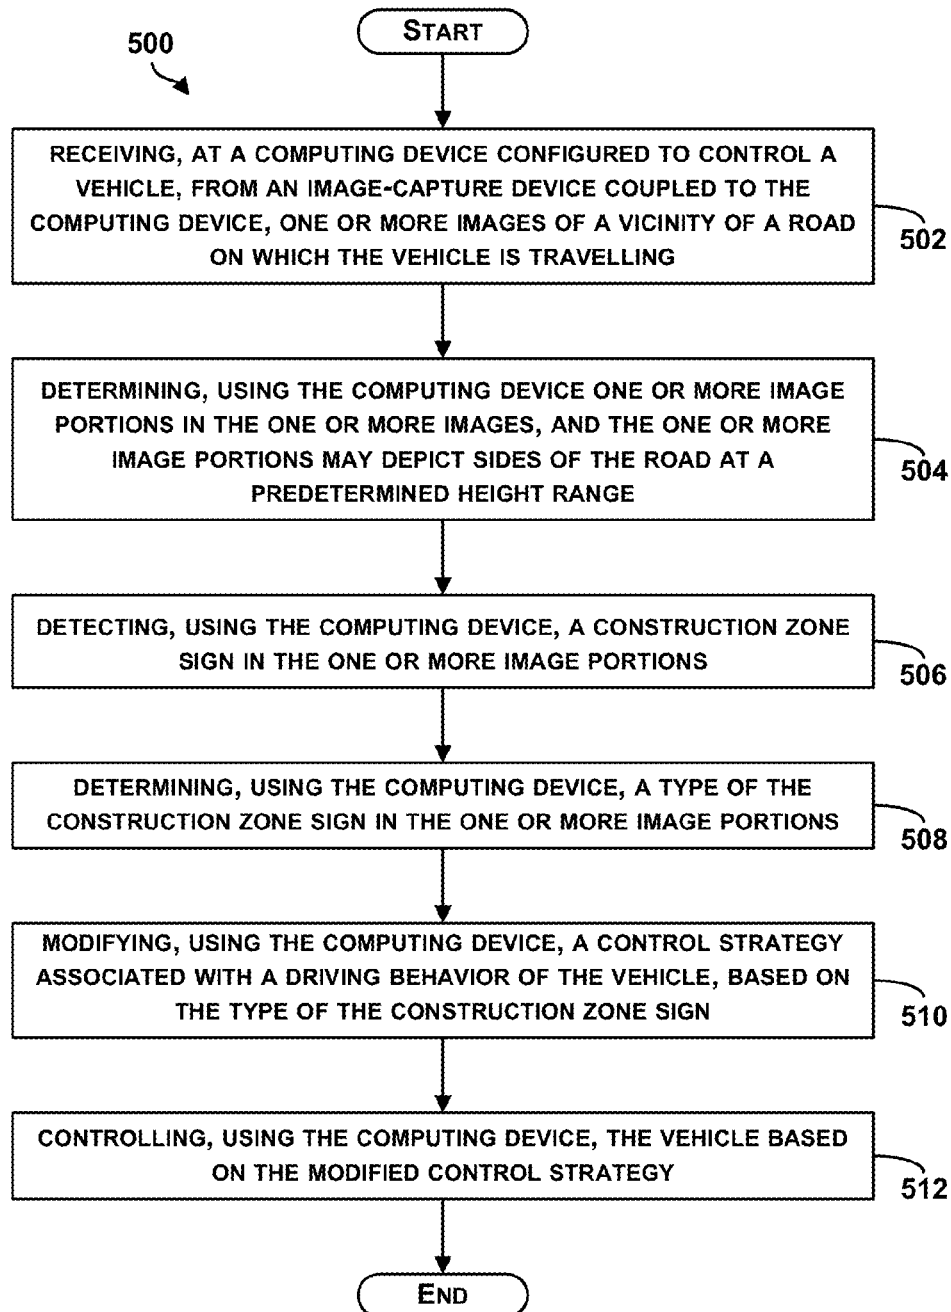 START
500
RECEIVING, AT A COMPUTING DEVICE CONFIGURED TO CONTROL A
VEHICLE, FROM AN IMAGE-CAPTURE DEVICE COUPLED TO THE
COMPUTING DEVICE, ONE OR MORE IMAGES OF A VICINITY OF A ROAD
ON WHICH THE VEHICLE IS TRAVELLING
502
DETERMINING, USING THE COMPUTING DEVICE ONE OR MORE IMAGE
PORTIONS IN THE ONE OR MORE IMAGES, AND THE ONE OR MORE
IMAGE PORTIONS MAY DEPICT SIDES OF THE ROAD AT A
PREDETERMINED HEIGHT RANGE
504
DETECTING, USING THE COMPUTING DEVICE, A CONSTRUCTION ZONE
SIGN IN THE ONE OR MORE IMAGE PORTIONS
506
DETERMINING, USING THE COMPUTING DEVICE, A TYPE OF THE
CONSTRUCTION ZONE SIGN IN THE ONE OR MORE IMAGE PORTIONS
508
MODIFYING, USING THE COMPUTING DEVICE, A CONTROL STRATEGY
ASSOCIATED WITH A DRIVING BEHAVIOR OF THE VEHICLE, BASED ON
THE TYPE OF THE CONSTRUCTION ZONE SIGN
510
CONTROLLING, USING THE COMPUTING DEVICE, THE VEHICLE BASED
ON THE MODIFIED CONTROL STRATEGY
512
END